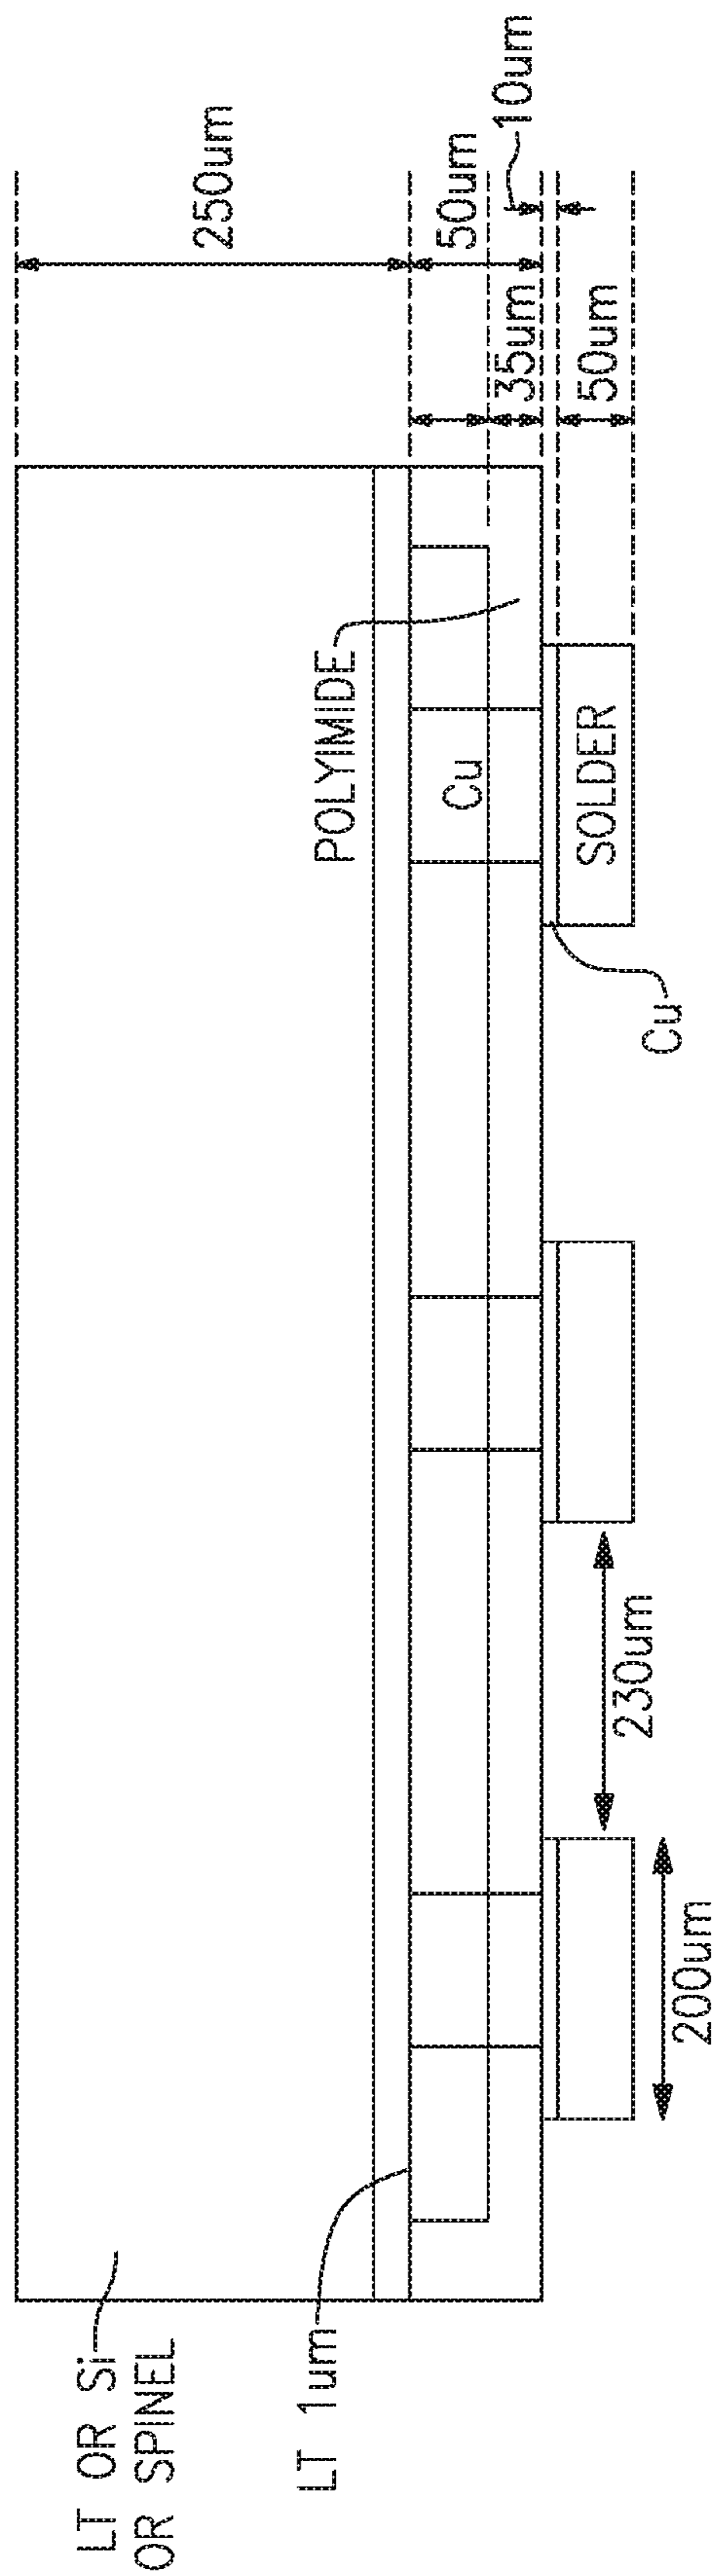 LT OR Si
OR SPINEL
LT 1um
POLYIMIDE
Cu
SOLDER
Cu
200um
230um
250um
50um
35um
10um
50um